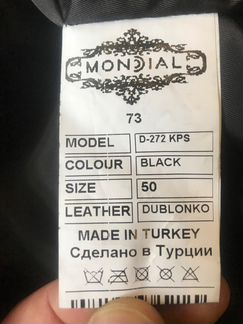 MONDIAL
73
MODEL D-272 KPS
COLOUR BLACK
SIZE 50
LEATHER DUBLONKO
MADE IN TURKEY
Сделано в Турции